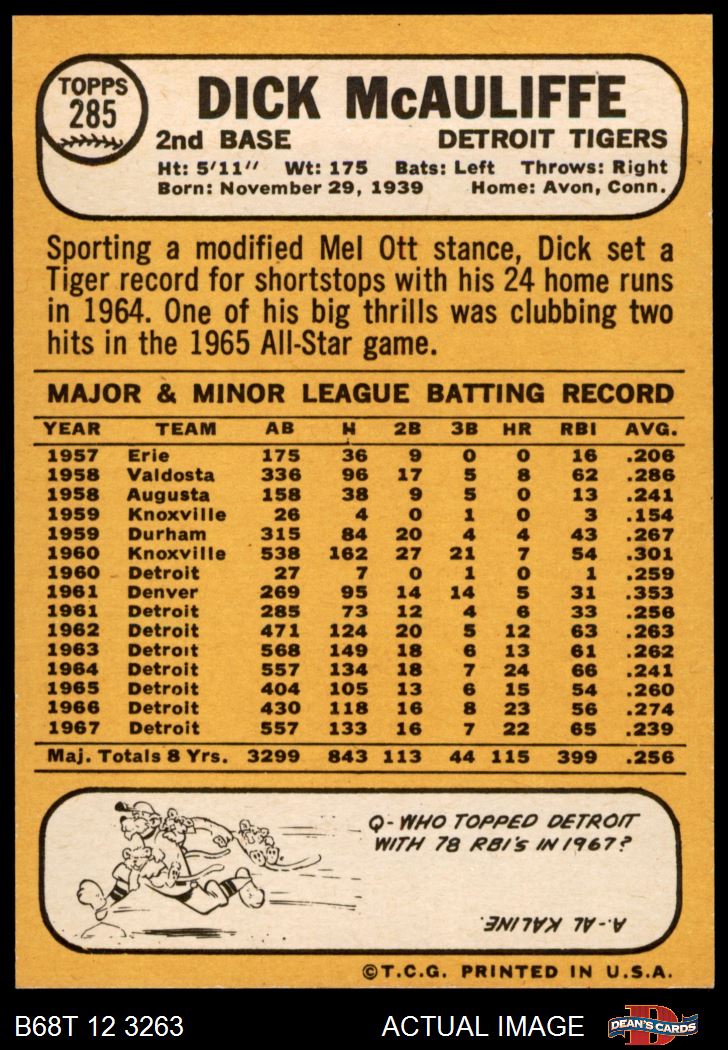 TOPPS
285
DICK McAULIFFE
2nd BASE DETROIT TIGERS
Ht: 5'11" Wt: 175 Bats: Left Throws: Right
Born: November 29, 1939 Home: Avon, Conn.
Sporting a modified Mel Ott stance, Dick set a
Tiger record for shortstops with his 24 home runs
in 1964. One of his big thrills was clubbing two
hits in the 1965 All-Star game.
MAJOR & MINOR LEAGUE BATTING RECORD
YEAR TEAM AB H 2B 3B HR RBI AVG.
1957 Erie 175 36 9 0 0 16 .206
1958 Valdosta 336 96 17 5 8 62 .286
1958 Augusta 158 38 9 5 0 13 .241
1959 Knoxville 26 4 0 1 0 3 .154
1959 Durham 315 84 20 4 4 43 .267
1960 Knoxville 538 162 27 21 7 54 .301
1960 Detroit 27 7 0 1 0 1 .259
1961 Denver 269 95 14 14 5 31 .353
1961 Detroit 285 73 12 4 6 33 .256
1962 Detroit 471 124 20 5 12 63 .263
1963 Detroit 568 149 18 6 13 61 .262
1964 Detroit 557 134 18 7 24 66 .241
1965 Detroit 404 105 13 6 15 54 .260
1966 Detroit 430 118 16 8 23 56 .274
1967 Detroit 557 133 16 7 22 65 .239
Maj. Totals 8 Yrs. 3299 843 113 44 115 399 .256
Q- WHO TOPPED DETROIT
WITH 78 RBI'S IN 1967?
A.- AL KALINE.
©T.C.G. PRINTED IN U.S.A.
B68T 12 3263 ACTUAL IMAGE D DEAN'S CARDS